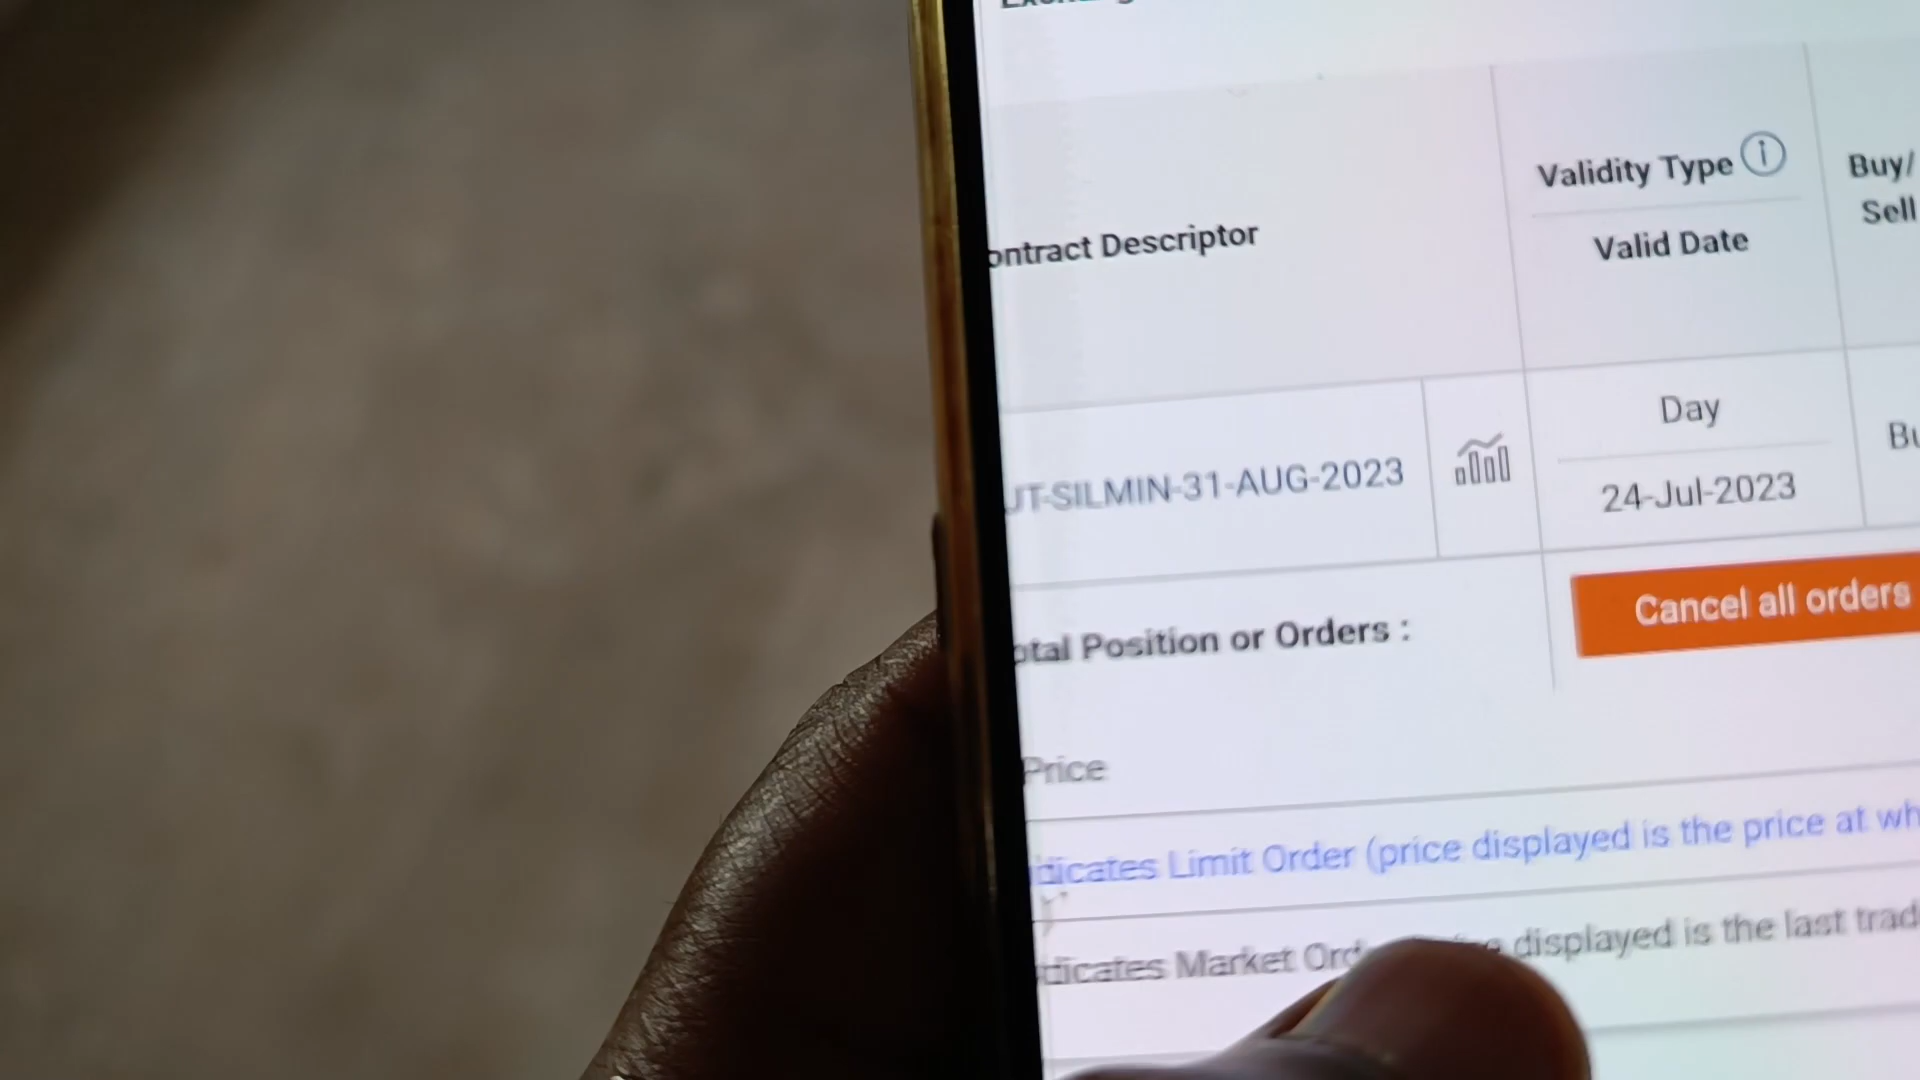 Validity Type
Buy/
Sell
ontract Descriptor
Valid Date
Day
UT-SILMIN-31-AUG-2023
24-Jul-2023
Cancel all orders
otal Position or Orders :
Price
dicates Limit Order (price displayed is the price at wh
dicates Market displayed is the last trad